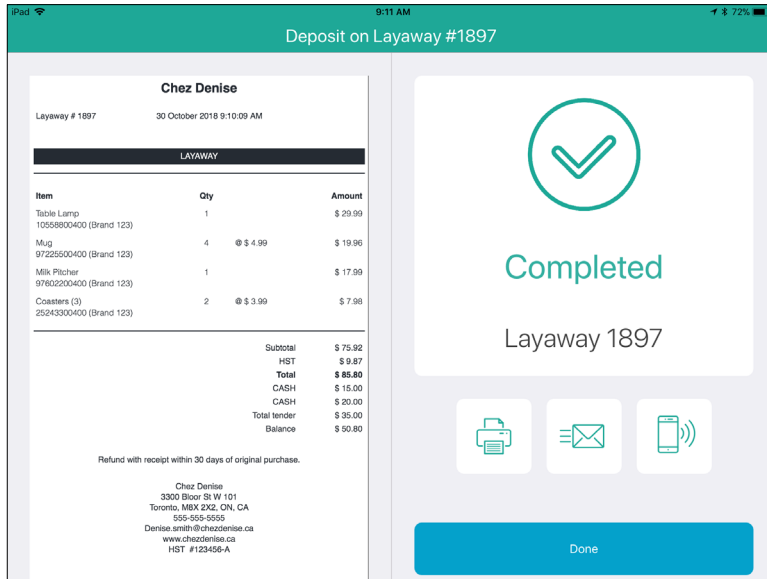 iPad 9:11 AM 72%
Deposit on Layaway #1897
Chez Denise
Layaway # 1897 30 October 2018 9:10:09 AM
LAYAWAY
Item Qty Amount
Table Lamp 1 $ 29.99
10558800400 (Brand 123)
Mug 4 @ $ 4.99 $ 19.96
97225500400 (Brand 123)
Milk Pitcher 1 $ 17.99
97602200400 (Brand 123)
Coasters (3) 2 @ $ 3.99 $ 7.98
25243300400 (Brand 123)
Subtotal $ 75.92
HST $ 9.87
Total $ 85.80
CASH $ 15.00
CASH $ 20.00
Total tender $ 35.00
Balance $ 50.80
Refund with receipt within 30 days of original purchase.
Chez Denise
3300 Bloor St W 101
Toronto, M8X 2X2, ON, CA
555-555-5555
Denise.smith@chezdenise.ca
www.chezdenise.ca
HST #123456-A
Completed
Layaway 1897
Done